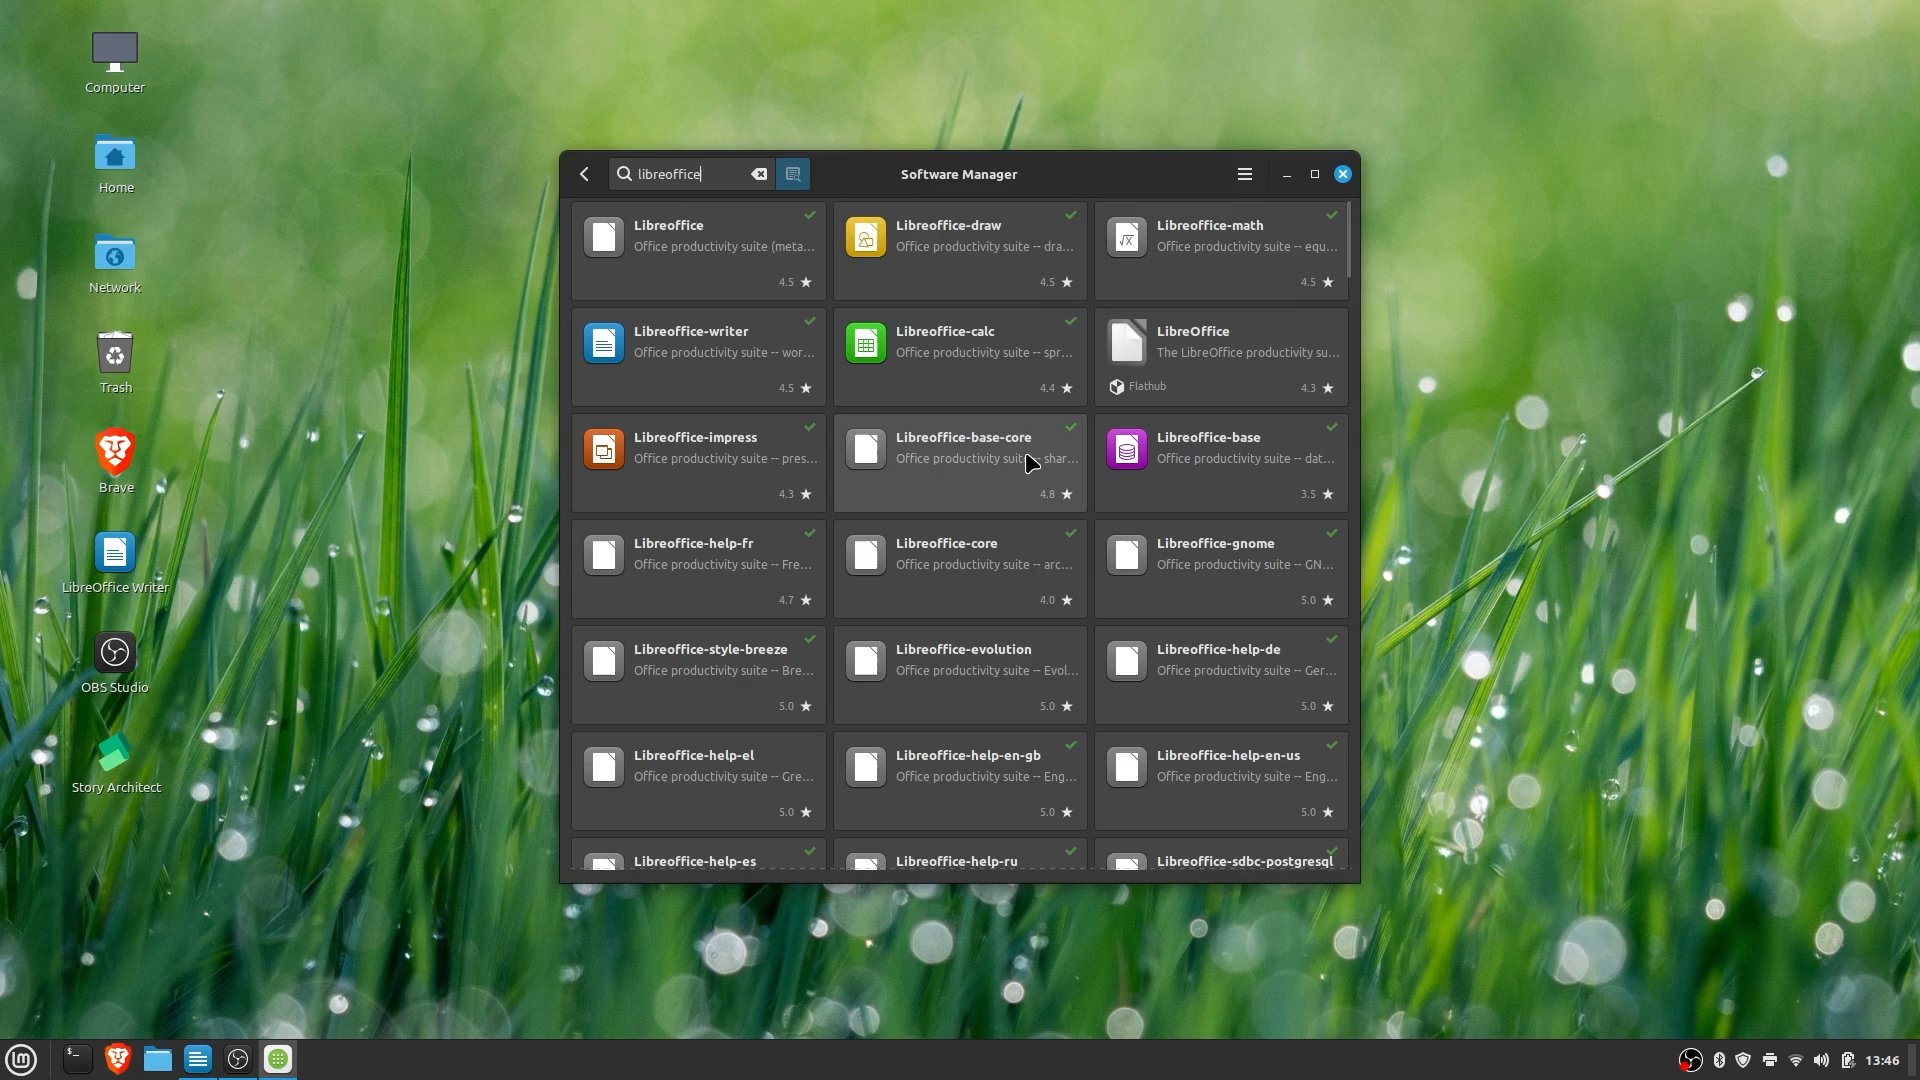 Computer
Home
Network
Trash
Brave
LibreOffice Writer
OBS Studio
Story Architect
libreoffice
Software Manager
Libreoffice
Office productivity suite (meta...
4.5
Libreoffice-draw
Office productivity suite -- dra...
4.5
Libreoffice-math
Office productivity suite -- equ...
4.5
Libreoffice-writer
Office productivity suite -- wor...
4.5
Libreoffice-calc
Office productivity suite -- spr...
4.4
LibreOffice
The LibreOffice productivity su...
Flathub
4.3
Libreoffice-impress
Office productivity suite -- pres...
4.3
Libreoffice-base-core
Office productivity suite -- shar...
4.8
Libreoffice-base
Office productivity suite -- dat...
3.5
Libreoffice-help-fr
Office productivity suite -- Fre...
4.7
Libreoffice-core
Office productivity suite -- arc...
4.0
Libreoffice-gnome
Office productivity suite -- GN...
5.0
Libreoffice-style-breeze
Office productivity suite -- Bre...
5.0
Libreoffice-evolution
Office productivity suite -- Evol...
5.0
Libreoffice-help-de
Office productivity suite -- Ger...
5.0
Libreoffice-help-el
Office productivity suite -- Gre...
5.0
Libreoffice-help-en-gb
Office productivity suite -- Eng...
5.0
Libreoffice-help-en-us
Office productivity suite -- Eng...
5.0
Libreoffice-help-es
Libreoffice-help-ru
Libreoffice-sdbc-postgresql
13:46